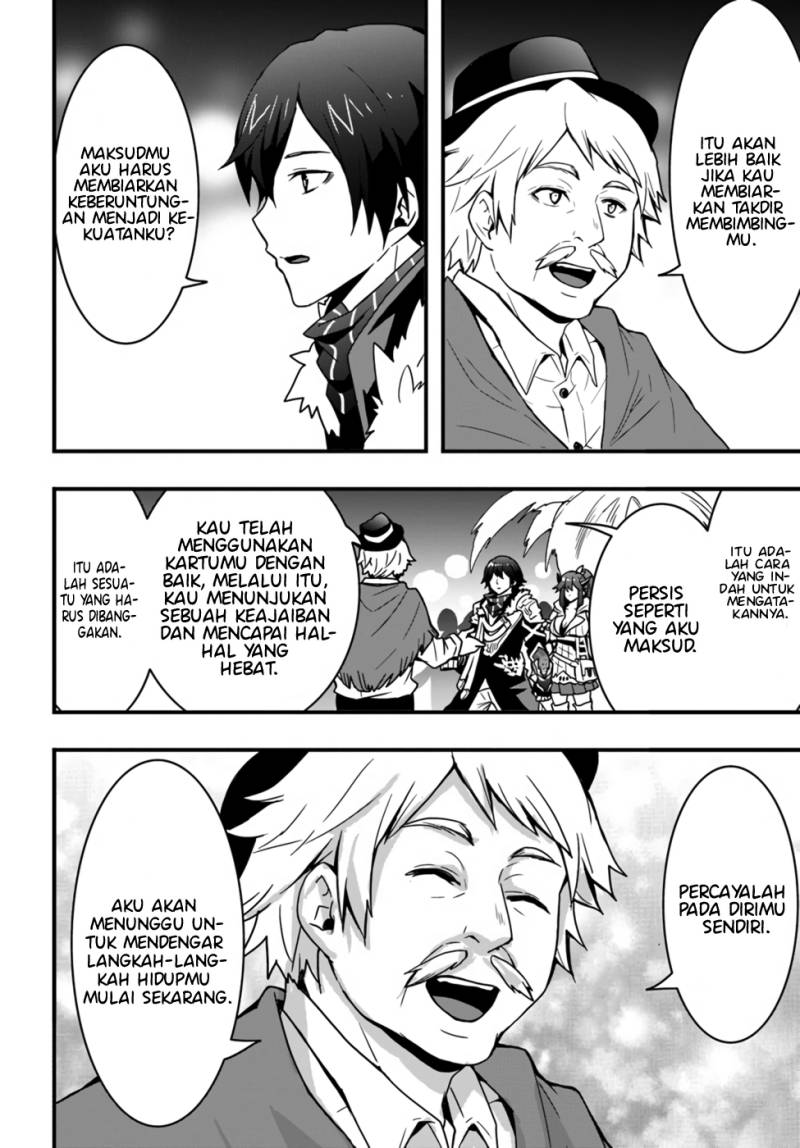 ITU AKAN
LEBIH BAIK
JIKA KAU
MEMBIAR-
KAN TAKDIR
MEMBIMBING-
MU.
MAKSUDMU
AKU HARUS
MEMBIARKAN
KEBERUNTUNG-
AN MENJADI KE-
KUATANKU?
ITU ADA-
LAH CARA
YANG IN-
DAH UNTUK
MENGATA-
KANNYA.
PERSIS
SEPERTI
YANG AKU
MAKSUD.
KAU TELAH
MENGGUNAKAN
KARTUMU DENGAN
BAIK, MELALUI ITU,
KAU MENUNJUKAN
SEBUAH KEAJAIBAN
DAN MENCAPAI HAL-
HAL YANG
HEBAT.
ITU ADA-
LAH SESUA-
TU YANG HA-
RUS DIBANG-
GAKAN.
PERCAYALAH
PADA DIRIMU
SENDIRI.
AKU AKAN
MENUNGGU UN-
TUK MENDENGAR
LANGKAH-LANG-
KAH HIDUPMU
MULAI SEKARANG.